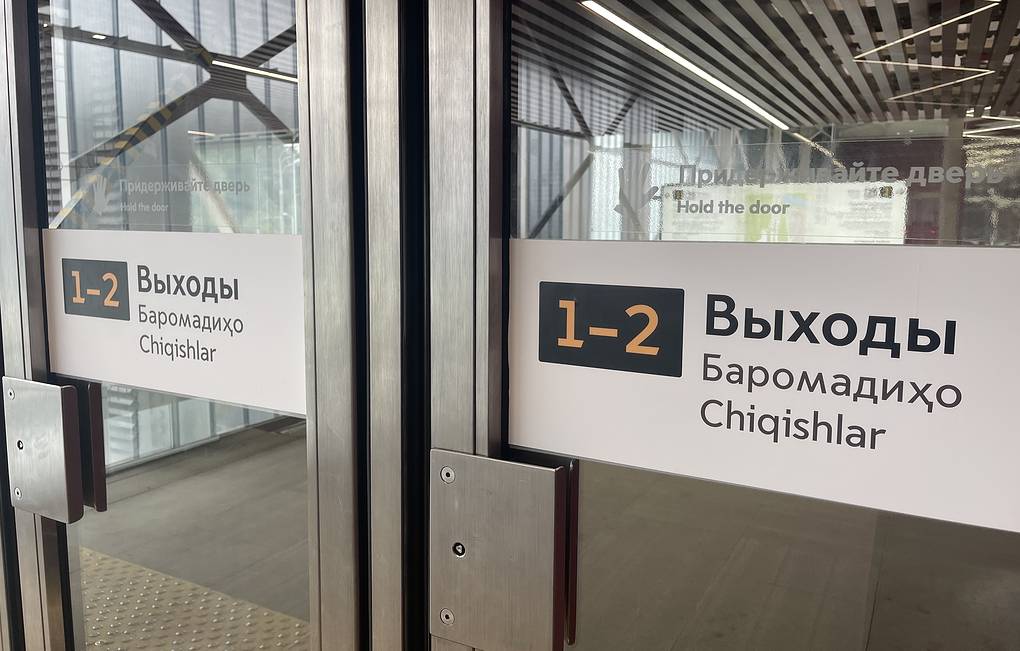 Придерживайте дверь
Hold the door
1–2
Выходы
Баромадиҳо
Chiqishlar
Придерживайте дверь
Hold the door
1–2
Выходы
Баромадиҳо
Chiqishlar